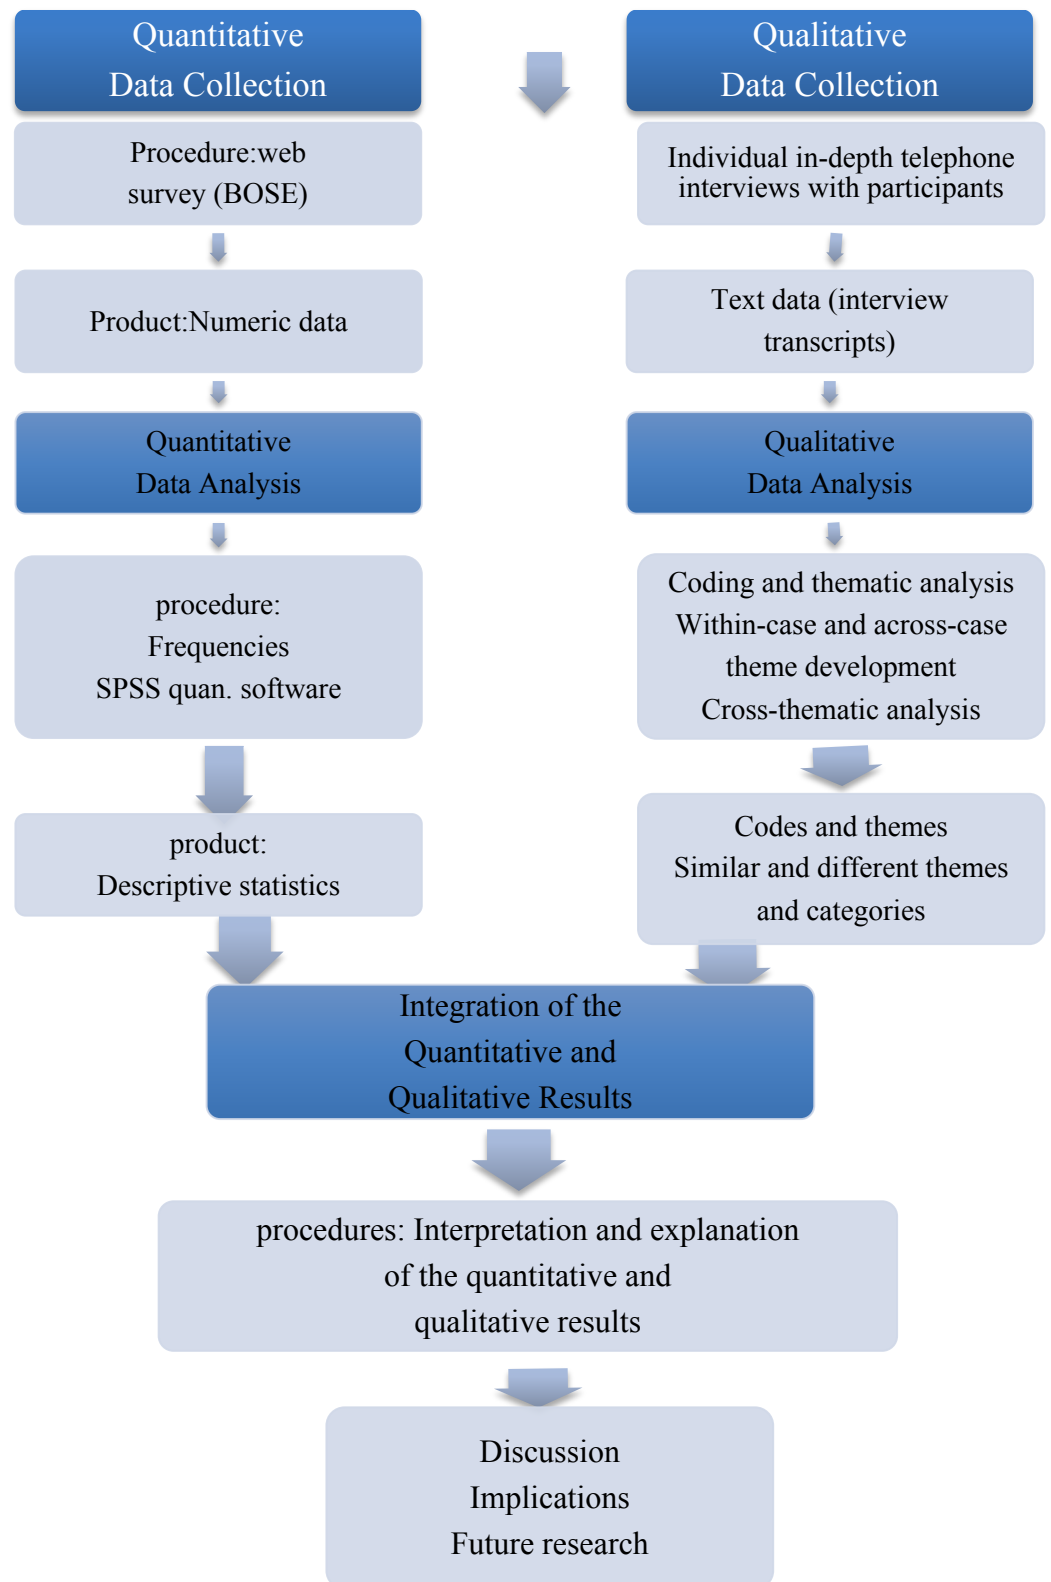 Quantitative
Data Collection
Procedure:web
survey (BOSE)
Product:Numeric data
Quantitative
Data Analysis
procedure:
Frequencies
SPSS quan. software
product:
Descriptive statistics
Qualitative
Data Collection
Individual in-depth telephone
interviews with participants
Text data (interview
transcripts)
Qualitative
Data Analysis
Coding and thematic analysis
Within-case and across-case
theme development
Cross-thematic analysis
Codes and themes
Similar and different themes
and categories
Integration of the
Quantitative and
Qualitative Results
procedures: Interpretation and explanation
of the quantitative and
qualitative results
Discussion
Implications
Future research